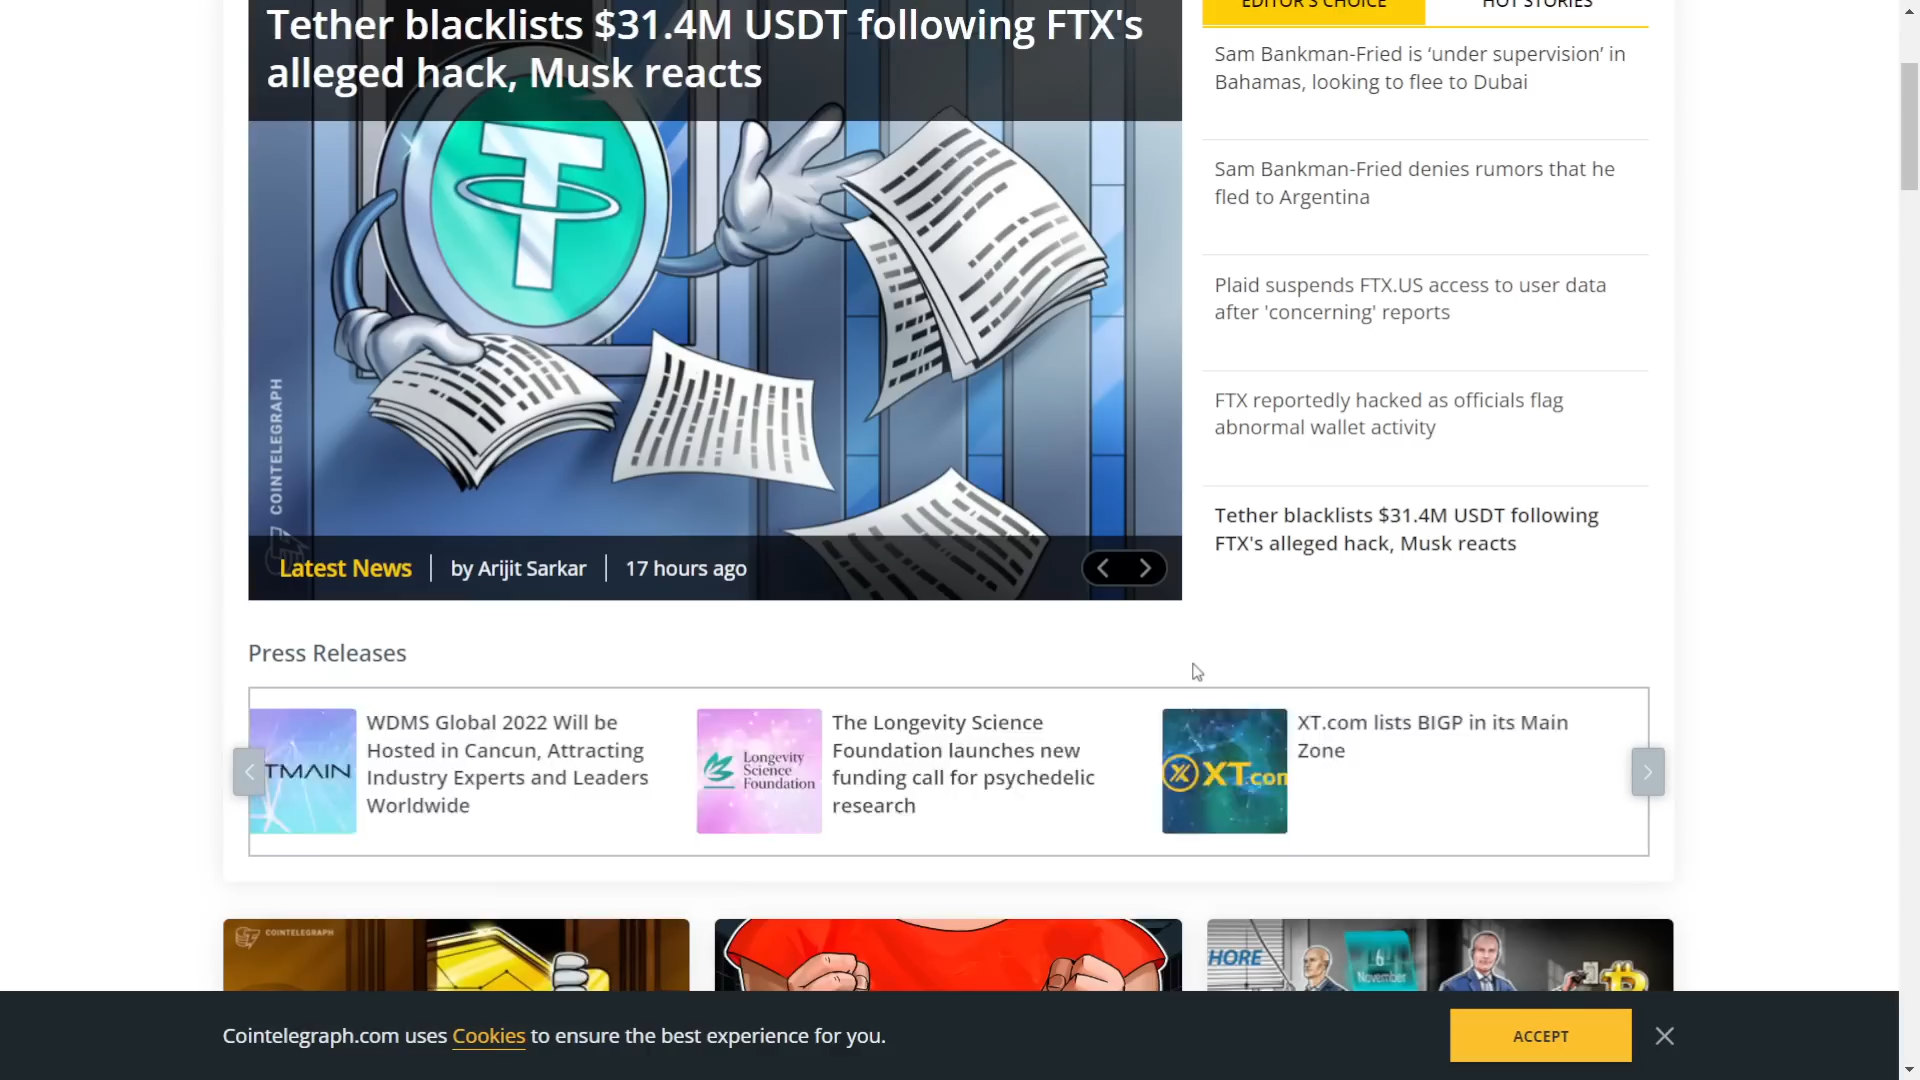 Tether blacklists $31.4M USDT following FTX's
alleged hack, Musk reacts
COINTELEGRAPH
Latest News
by Arijit Sarkar
17 hours ago
EDITOR'S CHOICE
HOT STORIES
Sam Bankman-Fried is ‘under supervision’ in
Bahamas, looking to flee to Dubai
Sam Bankman-Fried denies rumors that he
fled to Argentina
Plaid suspends FTX.US access to user data
after 'concerning' reports
FTX reportedly hacked as officials flag
abnormal wallet activity
Tether blacklists $31.4M USDT following
FTX's alleged hack, Musk reacts
Press Releases
TMAIN
WDMS Global 2022 Will be
Hosted in Cancun, Attracting
Industry Experts and Leaders
Worldwide
Longevity
Science
Foundation
The Longevity Science
Foundation launches new
funding call for psychedelic
research
XT.com
XT.com lists BIGP in its Main
Zone
COINTELEGRAPH
HORE
6
November
Cointelegraph.com uses Cookies to ensure the best experience for you.
ACCEPT